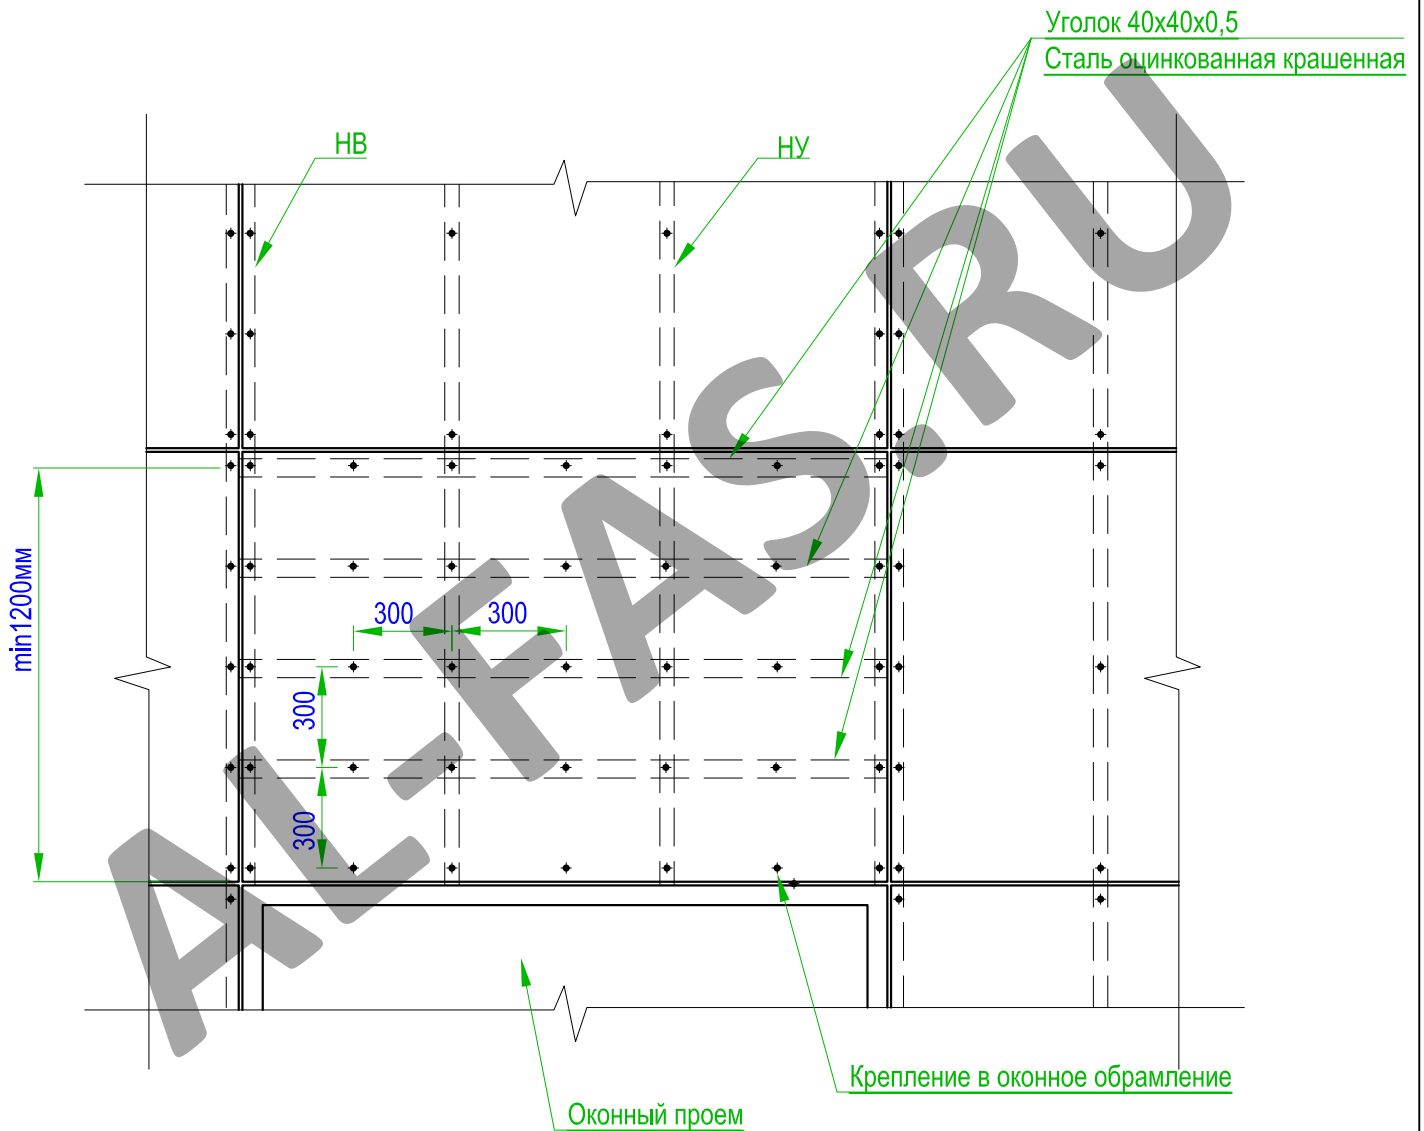 Уголок 40х40х0,5
Сталь оцинкованная крашенная
НВ
НУ
min1200мм
300
300
300
300
AL-FAS.RU
Крепление в оконное обрамление
Оконный проем